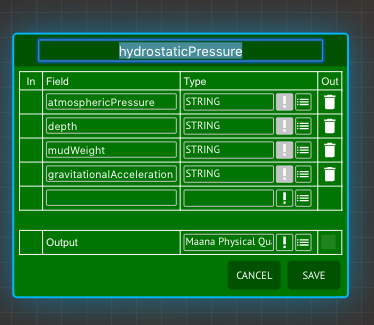 hydrostaticPressure
In Field Type Out
atmosphericPressure STRING !
depth STRING !
mudWeight STRING !
gravitationalAcceleration STRING !
!
Output Maana Physical Qu !
CANCEL SAVE